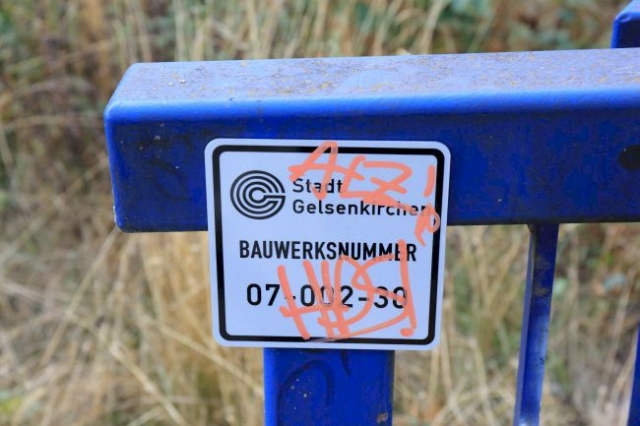 Stadt
Gelsenkirchen
BAUWERKSNUMMER
07-002-30